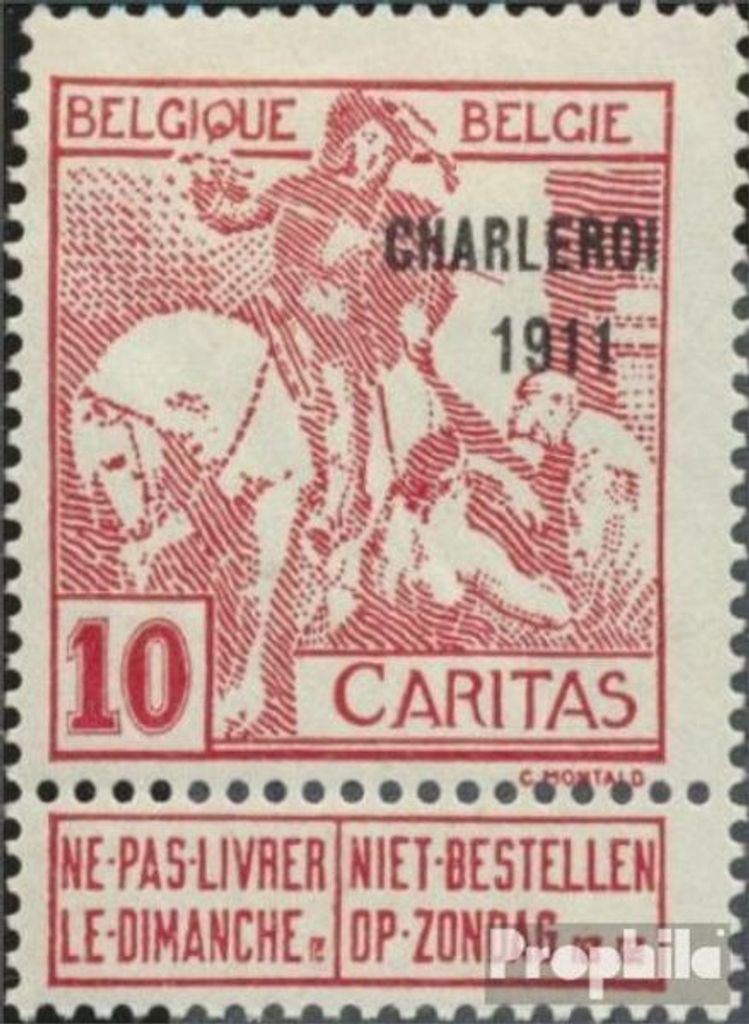 BELGIQUE BELGIE
CHARLEROI
1911
10 CARITAS
C. MONTALD
NE-PAS-LIVRER
LE-DIMANCHE
NIET-BESTELLEN
OP-ZONDAG
Prophila